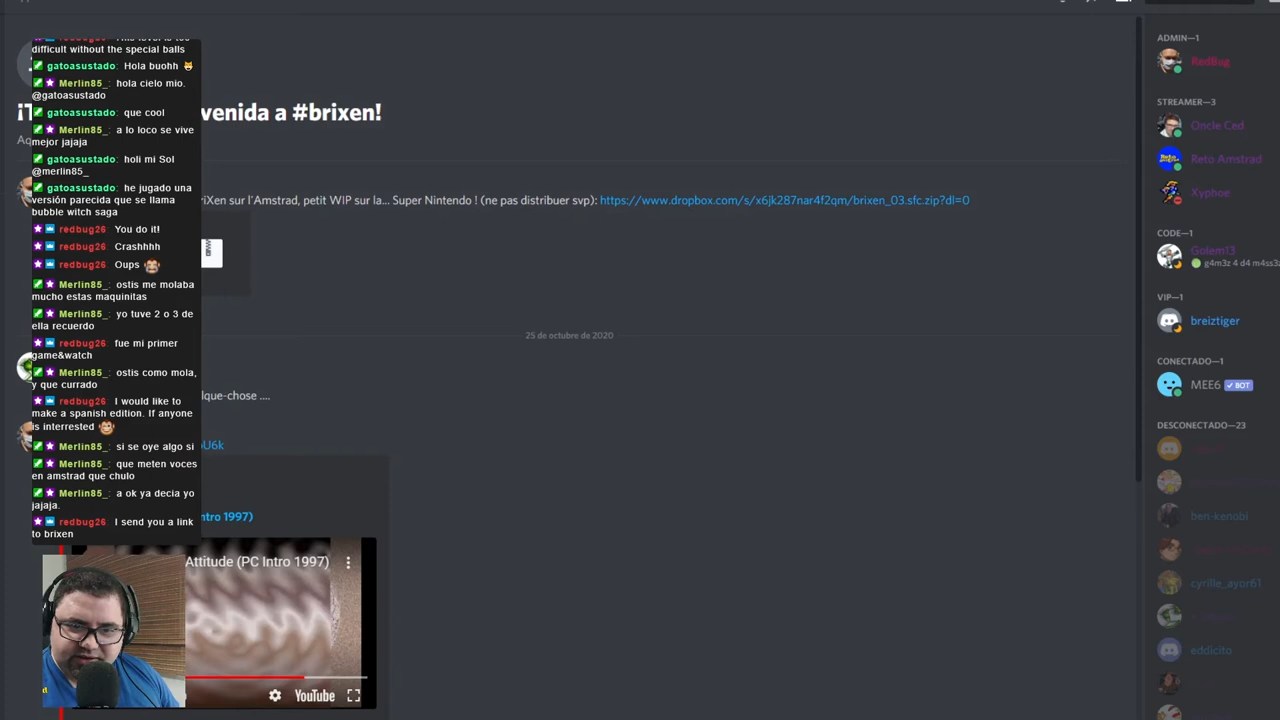 difficult without the special balls
gatoasustado: Hola buohh
Merlin85_: hola cielo mio.
@gatoasustado
gatoasustado: que cool
Merlin85_: a lo loco se vive
mejor jajaja
gatoasustado: holi mi Sol
@merlin85_
gatoasustado: he jugado una
versión parecida que se llama
bubble witch saga
redbug26: You do it!
redbug26: Crashhhh
redbug26: Oups
Merlin85_: ostis me molaba
mucho estas maquinitas
Merlin85_: yo tuve 2 o 3 de
ella recuerdo
redbug26: fue mi primer
game&watch
Merlin85_: ostis como mola,
y que currado
redbug26: I would like to
make a spanish edition. If anyone
is interrested
Merlin85_: si se oye algo si
Merlin85_: que meten voces
en amstrad que chulo
Merlin85_: a ok ya decia yo
jajaja.
redbug26: I send you a link
to brixen
venida a #brixen!
riXen sur l'Amstrad, petit WIP sur la... Super Nintendo ! (ne pas distribuer svp): https://www.dropbox.com/s/x6jk287nar4f2qm/brixen_03.sfc.zip?dl=0
25 de octubre de 2020
lque-chose ....
U6k
ntro 1997)
Attitude (PC Intro 1997)
YouTube
ADMIN—1
RedBug
STREAMER—3
Oncle Ced
Reto Amstrad
Xyphoe
CODE—1
Golem13
g4m3z 4 d4 m4ss3z
VIP—1
breiztiger
CONECTADO—1
MEE6 BOT
DESCONECTADO—23
ben-kenobi
cyrille_ayor61
eddicito